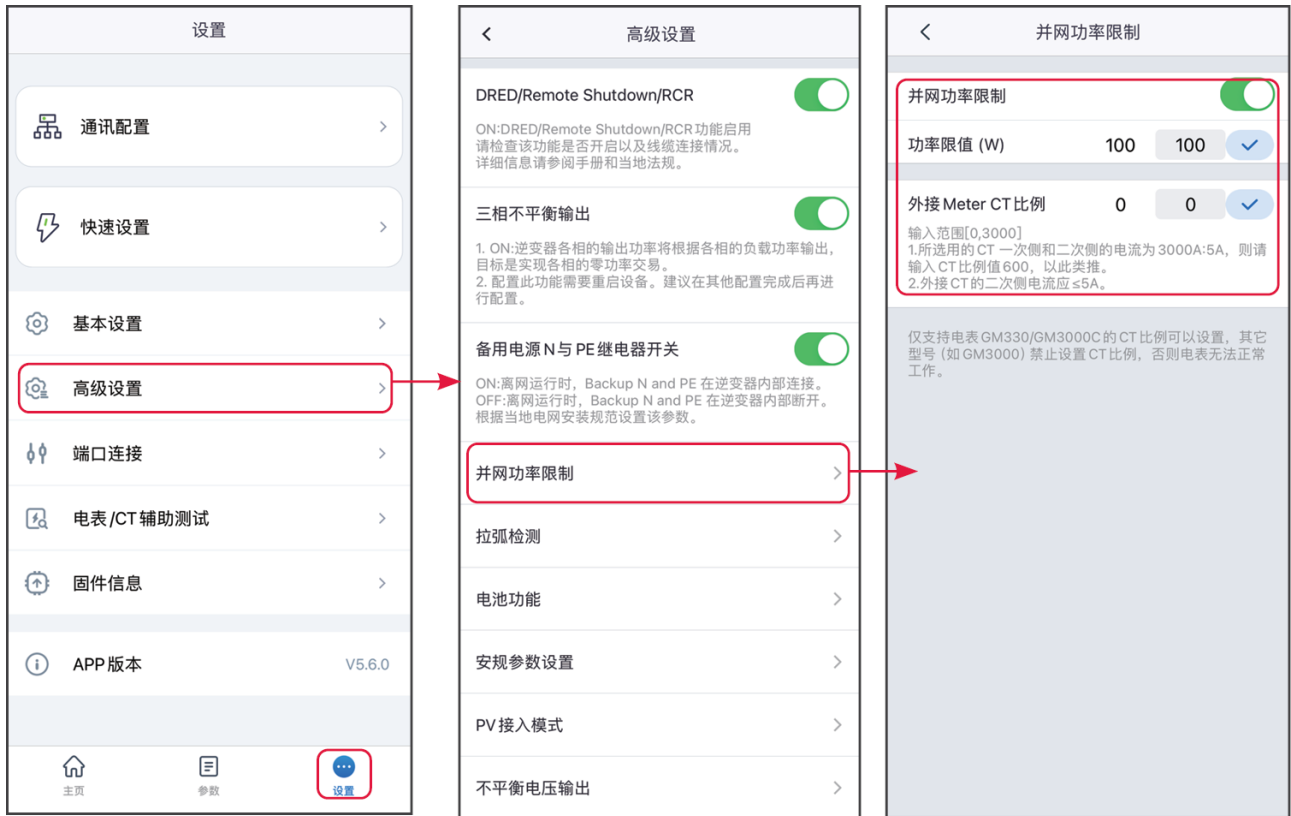 设置
通讯配置
快速设置
基本设置
高级设置
端口连接
电表/CT辅助测试
固件信息
APP版本 V5.6.0
主页 参数 设置
高级设置
DRED/Remote Shutdown/RCR
ON:DRED/Remote Shutdown/RCR功能启用
请检查该功能是否开启以及线缆连接情况。
详细信息请参阅手册和当地法规。
三相不平衡输出
1. ON:逆变器各相的输出功率将根据各相的负载功率输出,
目标是实现各相的零功率交易。
2. 配置此功能需要重启设备。建议在其他配置完成后再进
行配置。
备用电源N与PE继电器开关
ON:离网运行时，Backup N and PE 在逆变器内部连接。
OFF:离网运行时，Backup N and PE 在逆变器内部断开。
根据当地电网安装规范设置该参数。
并网功率限制
拉弧检测
电池功能
安规参数设置
PV接入模式
不平衡电压输出
并网功率限制
并网功率限制
功率限值 (W) 100 100
外接Meter CT比例 0 0
输入范围[0,3000]
1.所选用的CT 一次侧和二次侧的电流为3000A:5A，则请
输入CT比例值600，以此类推。
2.外接CT的二次侧电流应≤5A。
仅支持电表GM330/GM3000C的CT比例可以设置，其它
型号 (如GM3000) 禁止设置CT比例，否则电表无法正常
工作。